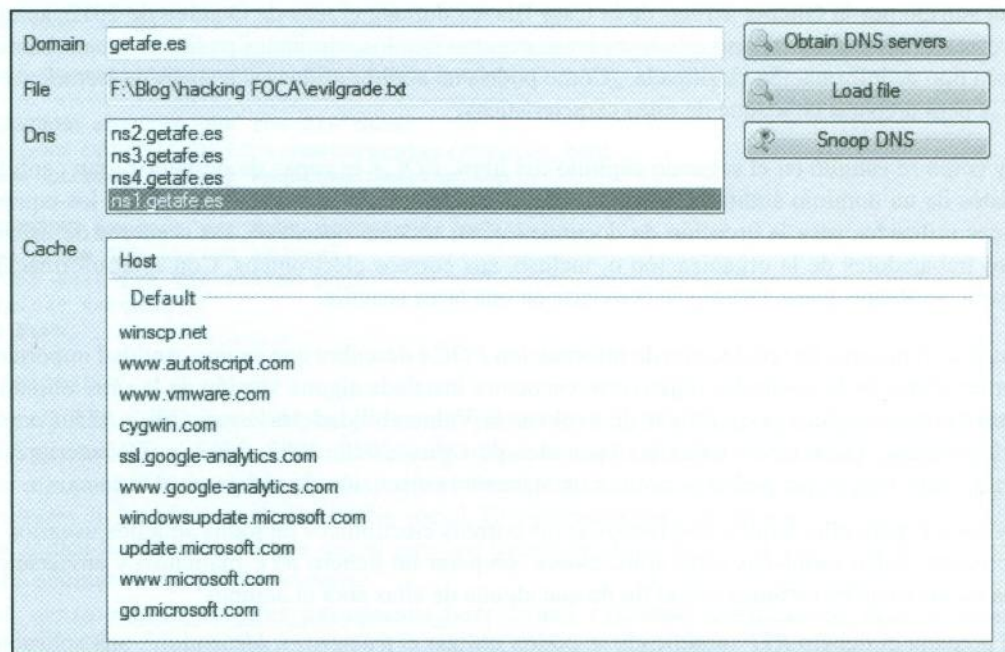 Domain getafe.es Obtain DNS servers
File F:\Blog\hacking FOCA\evilgrade.txt Load file
Dns ns2.getafe.es Snoop DNS
ns3.getafe.es
ns4.getafe.es
ns1.getafe.es
Cache Host
Default
winscp.net
www.autoitscript.com
www.vmware.com
cygwin.com
ssl.google-analytics.com
www.google-analytics.com
windowsupdate.microsoft.com
update.microsoft.com
www.microsoft.com
go.microsoft.com